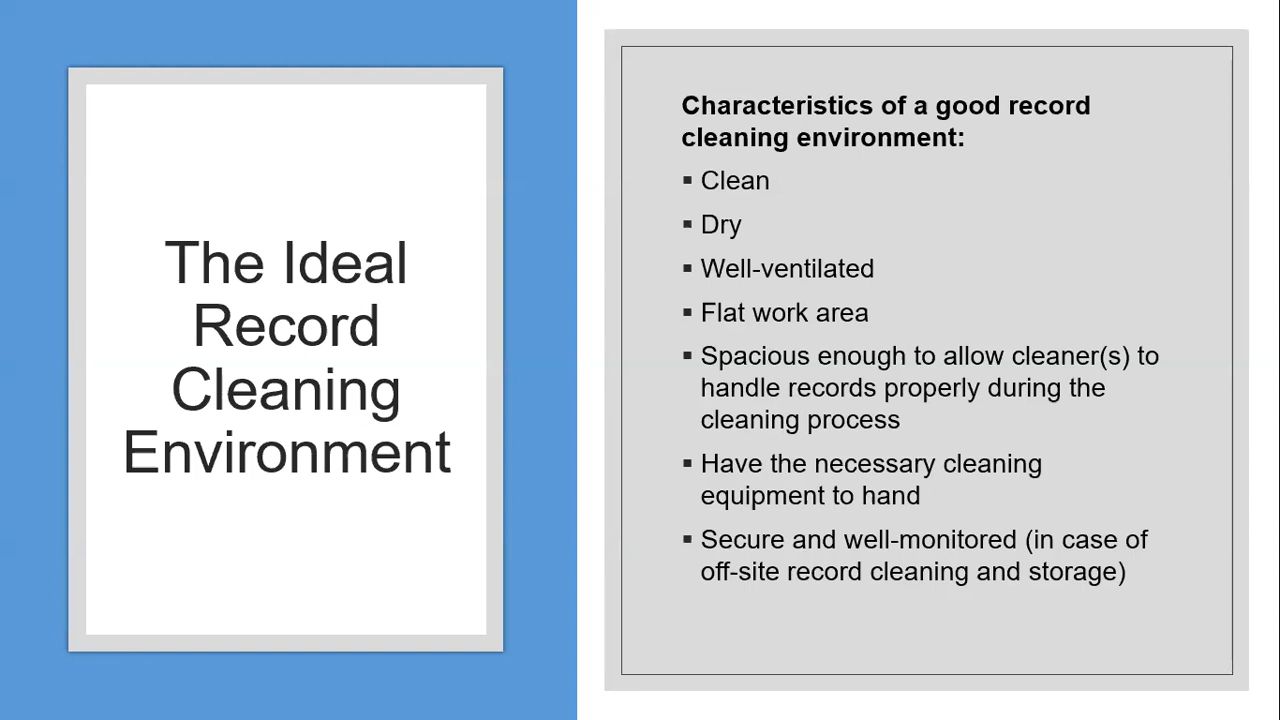 The Ideal
Record
Cleaning
Environment
Characteristics of a good record
cleaning environment:
▪ Clean
▪ Dry
▪ Well-ventilated
▪ Flat work area
▪ Spacious enough to allow cleaner(s) to
handle records properly during the
cleaning process
▪ Have the necessary cleaning
equipment to hand
▪ Secure and well-monitored (in case of
off-site record cleaning and storage)